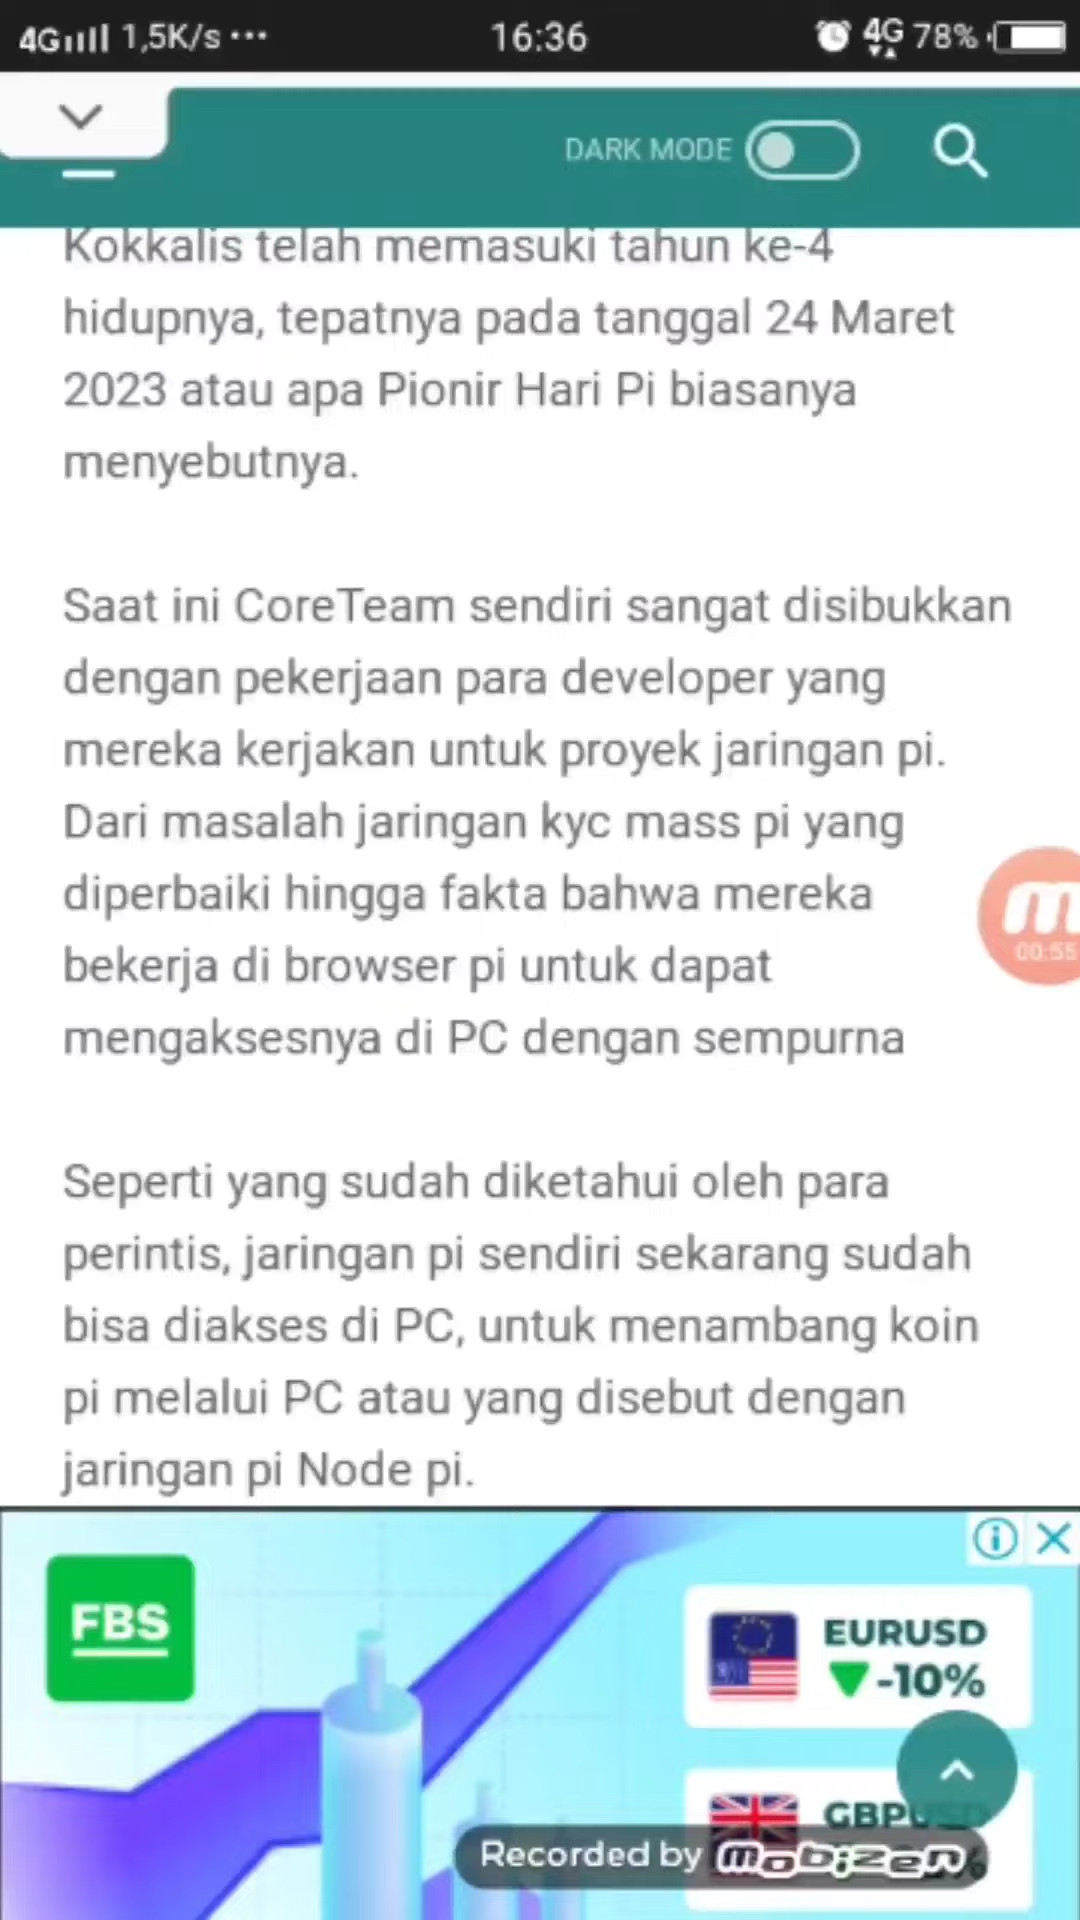 4G 1,5K/s ... 16:36 4G 78%
DARK MODE
Kokkalis telah memasuki tahun ke-4
hidupnya, tepatnya pada tanggal 24 Maret
2023 atau apa Pionir Hari Pi biasanya
menyebutnya.
Saat ini CoreTeam sendiri sangat disibukkan
dengan pekerjaan para developer yang
mereka kerjakan untuk proyek jaringan pi.
Dari masalah jaringan kyc mass pi yang
diperbaiki hingga fakta bahwa mereka
bekerja di browser pi untuk dapat
mengaksesnya di PC dengan sempurna
m
00:55
Seperti yang sudah diketahui oleh para
perintis, jaringan pi sendiri sekarang sudah
bisa diakses di PC, untuk menambang koin
pi melalui PC atau yang disebut dengan
jaringan pi Node pi.
FBS
EURUSD
-10%
GBPUSD
Recorded by mobizen